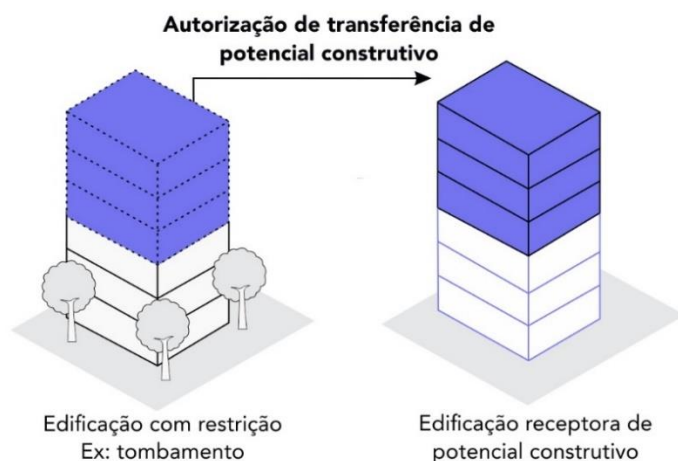 Autorização de transferência de
potencial construtivo
Edificação com restrição
Ex: tombamento
Edificação receptora de
potencial construtivo